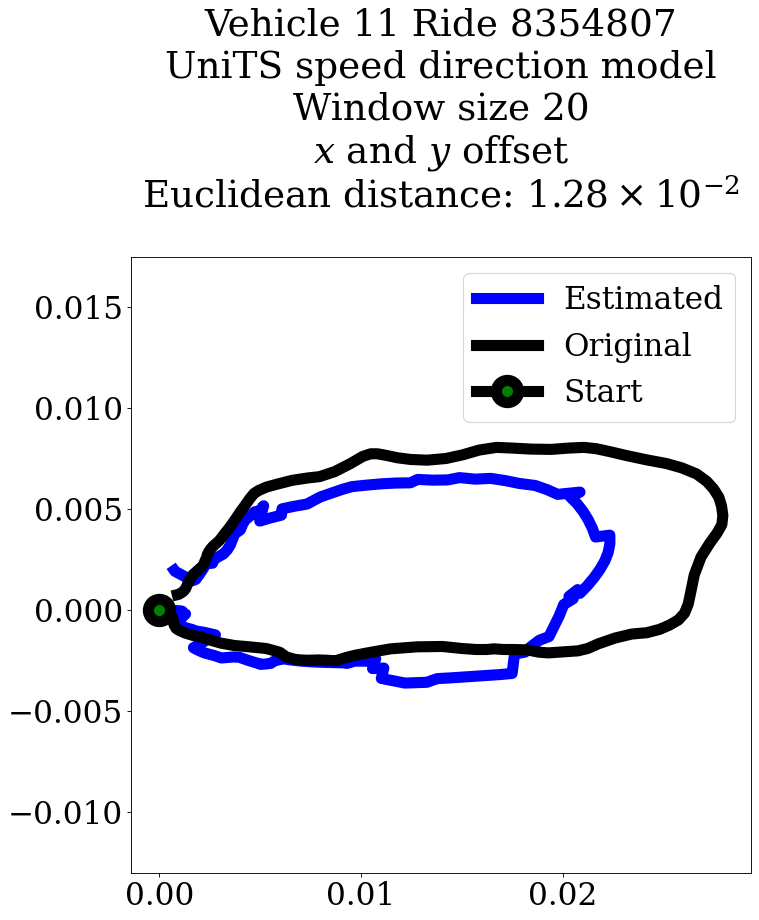 Vehicle 11 Ride 8354807
UniTS speed direction model
Window size 20
x and y offset
Euclidean distance: 1.28 × 10⁻²
Estimated
Original
Start
0.015
0.010
0.005
0.000
−0.005
−0.010
0.00 0.01 0.02